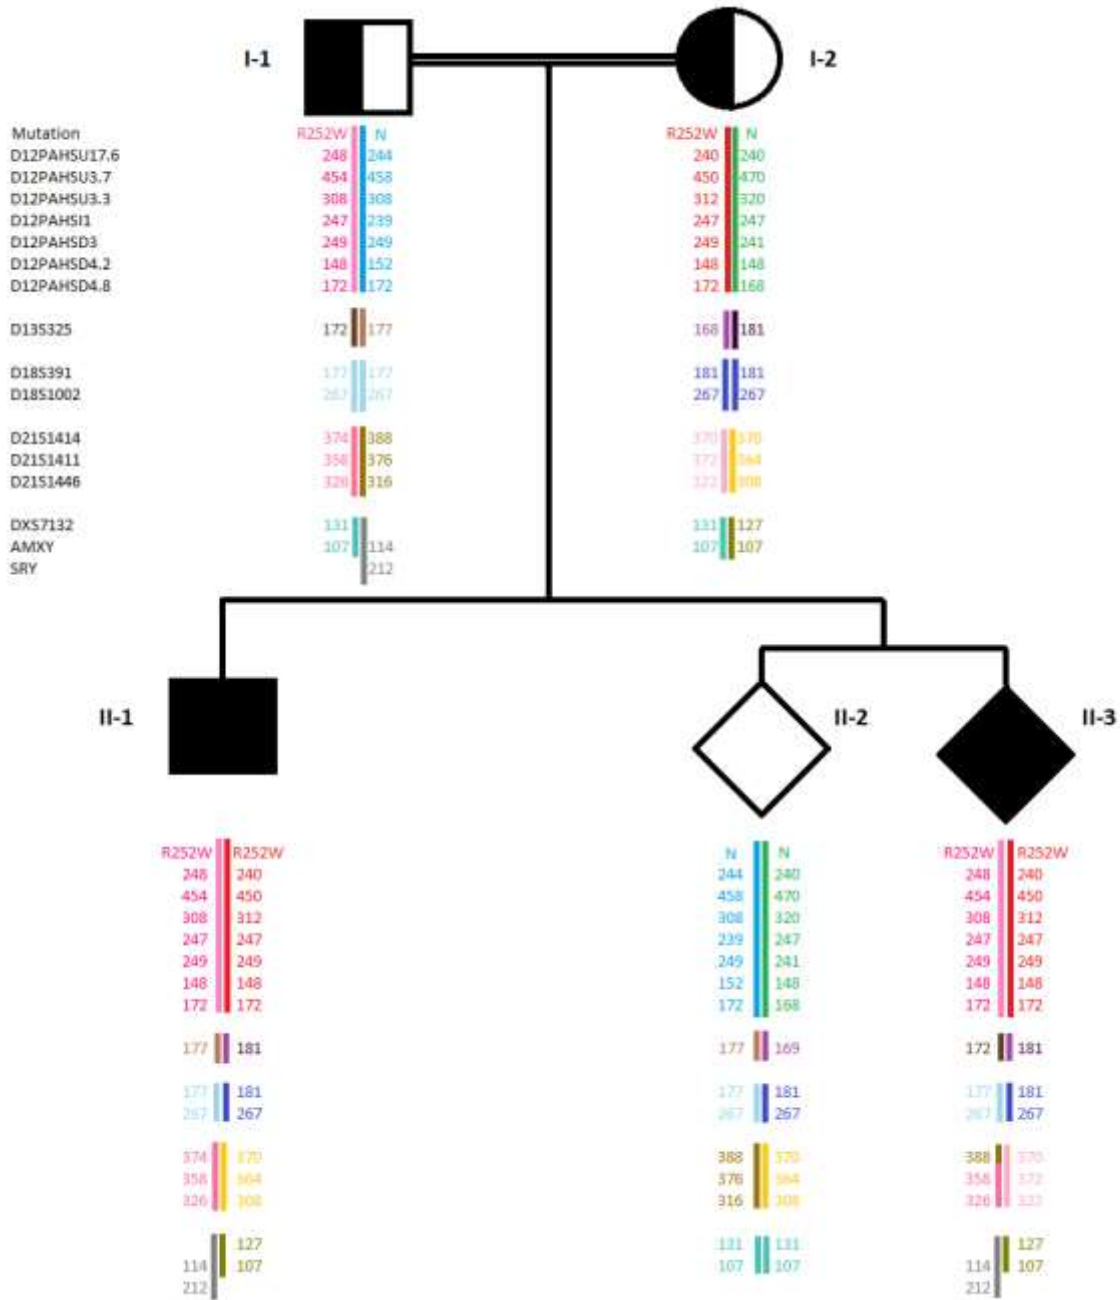 I-1 I-2
Mutation R252W N R252W N
D12PAHSU17.6 248 244 240 240
D12PAHSU3.7 454 458 450 470
D12PAHSU3.3 308 308 312 320
D12PAHSI1 247 239 247 247
D12PAHSD3 249 249 249 241
D12PAHSD4.2 148 152 148 148
D12PAHSD4.8 172 172 172 168
D13S325 172 177 168 181
D18S391 177 177 181 181
D18S1002 267 267 267 267
D21S1414 374 388 370 370
D21S1411 358 376 372 364
D21S1446 326 316 322 308
DXS7132 131 131 127
AMXY 107 114 107 107
SRY 212
II-1 II-2 II-3
R252W R252W N N R252W R252W
248 240 244 240 248 240
454 450 458 470 454 450
308 312 308 320 308 312
247 247 239 247 247 247
249 249 249 241 249 249
148 148 152 148 148 148
172 172 172 168 172 172
177 181 177 169 172 181
177 181 177 181 177 181
267 267 267 267 267 267
374 370 388 370 388 370
358 364 376 364 358 372
326 308 316 308 326 322
127 131 131 127
114 107 107 107 114 107
212 212